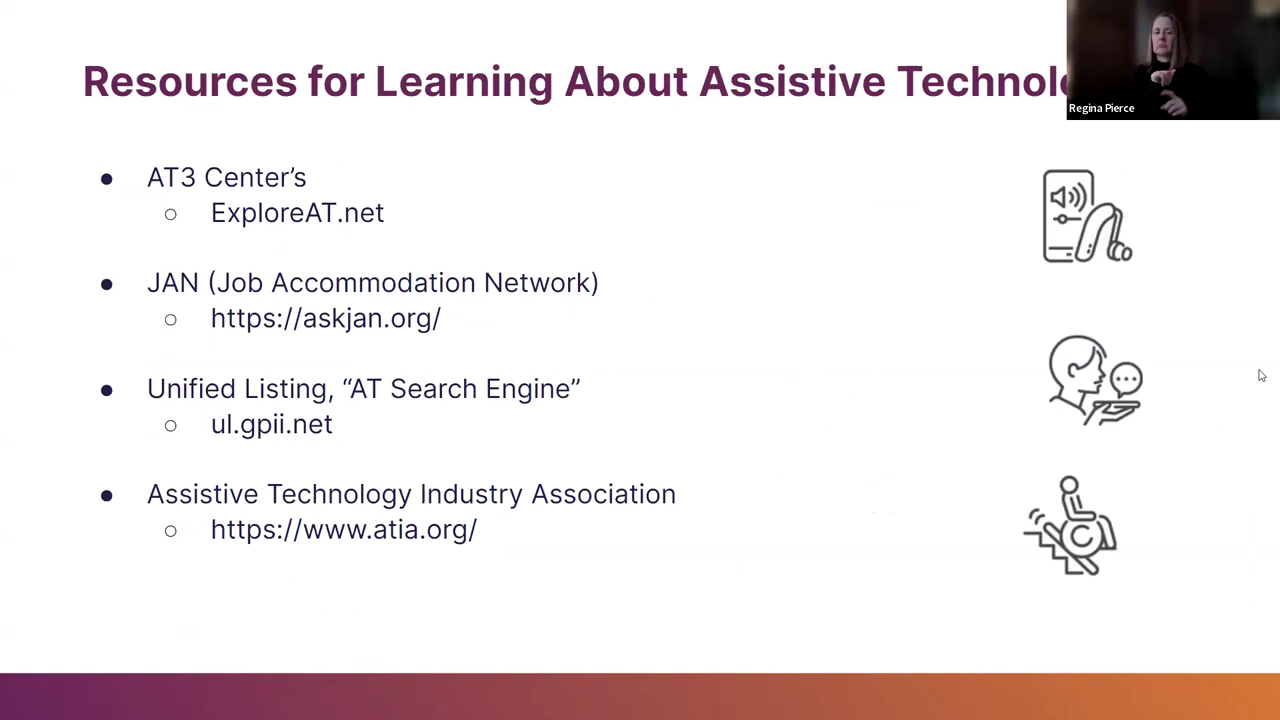 Resources for Learning About Assistive Technolo
Regina Pierce
● AT3 Center’s
○ ExploreAT.net
● JAN (Job Accommodation Network)
○ https://askjan.org/
● Unified Listing, “AT Search Engine”
○ ul.gpii.net
● Assistive Technology Industry Association
○ https://www.atia.org/